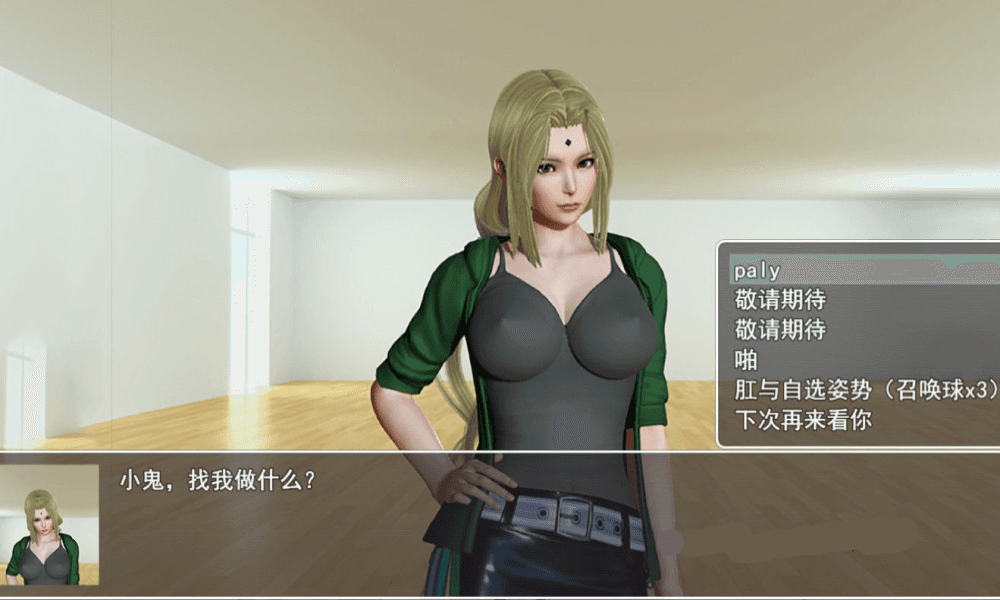 paly
敬请期待
敬请期待
啪
肛与自选姿势（召唤球x3）
下次再来看你
小鬼，找我做什么？